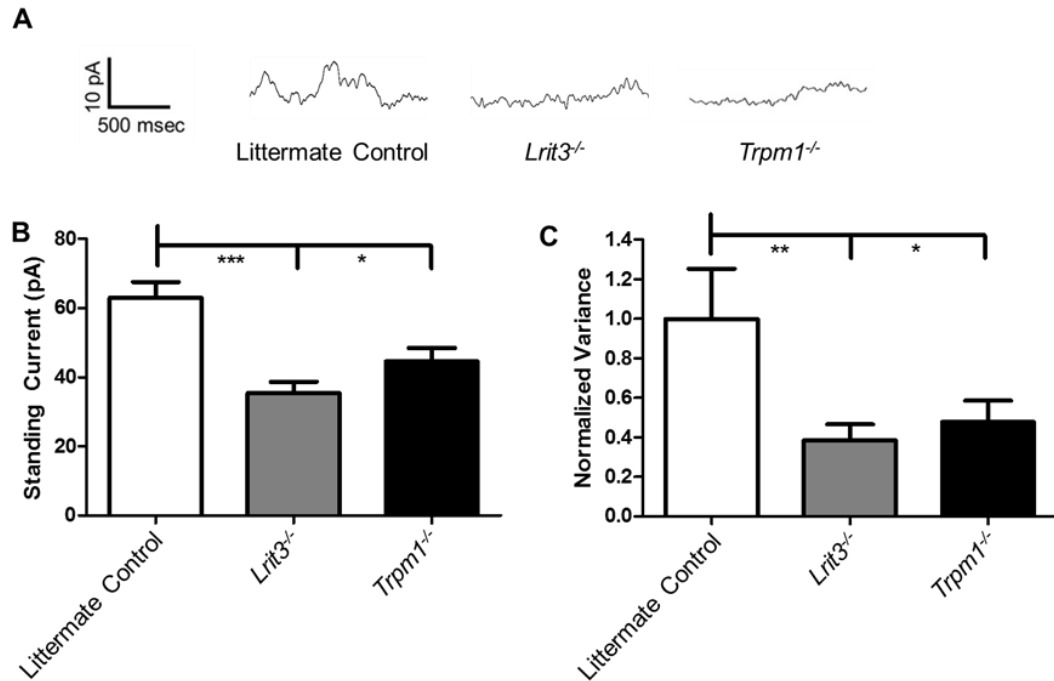 A
10 pA
500 msec
Littermate Control
Lrit3-/-
Trpm1-/-
B
Standing Current (pA)
80
60
40
20
0
***
*
Littermate Control
Lrit3-/-
Trpm1-/-
C
Normalized Variance
1.4
1.2
1.0
0.8
0.6
0.4
0.2
0.0
**
*
Littermate Control
Lrit3-/-
Trpm1-/-